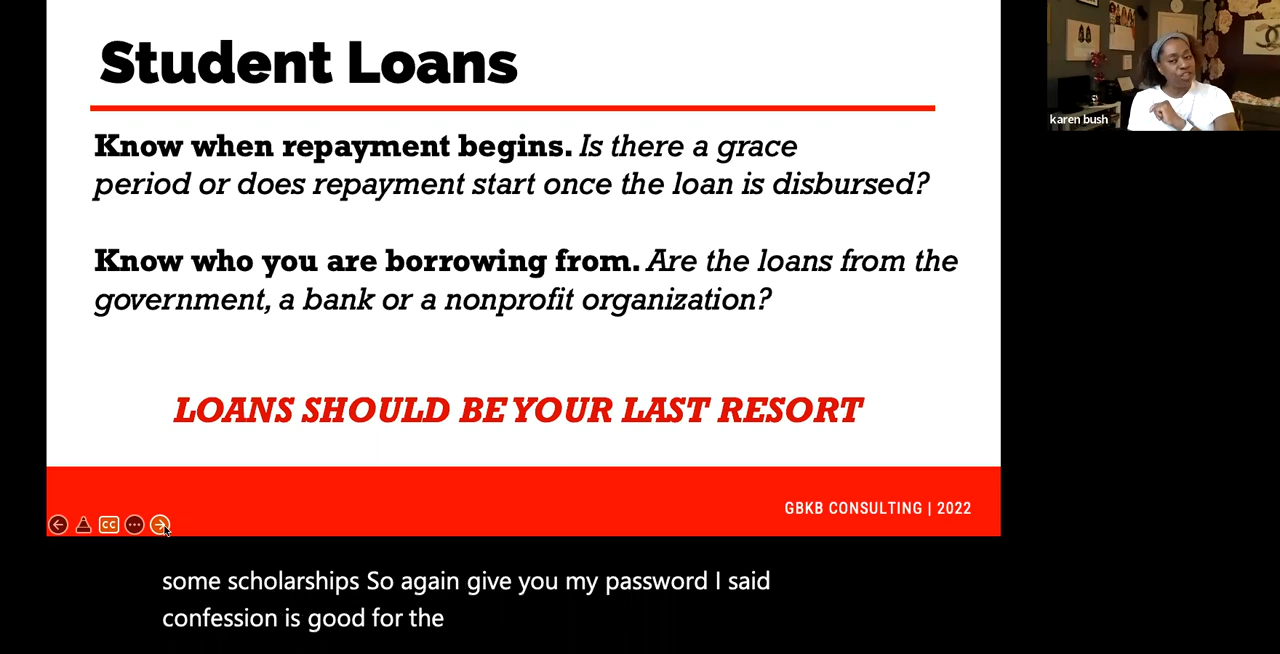 Student Loans
Know when repayment begins. Is there a grace
period or does repayment start once the loan is disbursed?
Know who you are borrowing from. Are the loans from the
government, a bank or a nonprofit organization?
LOANS SHOULD BE YOUR LAST RESORT
GBKB CONSULTING | 2022
CC
karen bush
some scholarships So again give you my password I said
confession is good for the